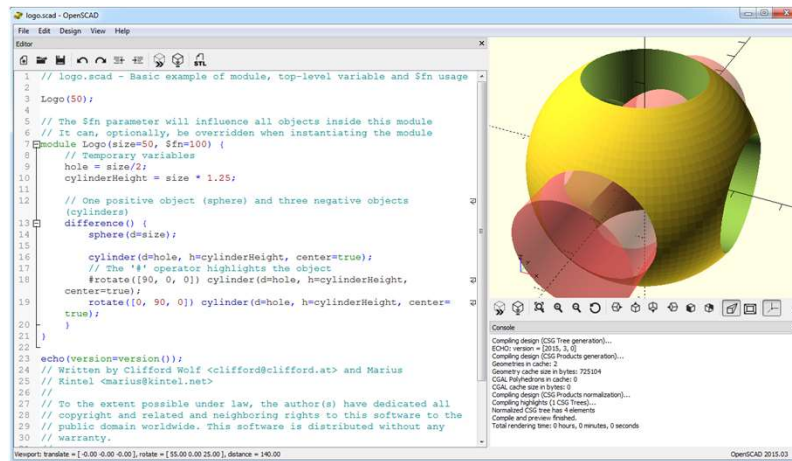 logo.scad - OpenSCAD
File Edit Design View Help
Editor
STL
1 // logo.scad - Basic example of module, top-level variable and $fn usage
2
3 Logo(50);
4
5 // The $fn parameter will influence all objects inside this module
6 // It can, optionally, be overridden when instantiating the module
7 module Logo(size=50, $fn=100) {
8 // Temporary variables
9 hole = size/2;
10 cylinderHeight = size * 1.25;
11
12 // One positive object (sphere) and three negative objects
(cylinders)
13 difference() {
14 sphere(d=size);
15
16 cylinder(d=hole, h=cylinderHeight, center=true);
17 // The '#' operator highlights the object
18 #rotate([90, 0, 0]) cylinder(d=hole, h=cylinderHeight,
center=true);
19 rotate([0, 90, 0]) cylinder(d=hole, h=cylinderHeight, center=
true);
20 }
21 }
22
23 echo(version=version());
24 // Written by Clifford Wolf <clifford@clifford.at> and Marius
25 // Kintel <marius@kintel.net>
26 //
27 // To the extent possible under law, the author(s) have dedicated all
28 // copyright and related and neighboring rights to this software to the
29 // public domain worldwide. This software is distributed without any
30 // warranty.
Console
Compiling design (CSG Tree generation)...
ECHO: version = [2015, 3, 0]
Compiling design (CSG Products generation)...
Geometries in cache: 2
Geometry cache size in bytes: 725104
CGAL Polyhedrons in cache: 0
CGAL cache size in bytes: 0
Compiling design (CSG Products normalization)...
Compiling highlights (1 CSG Trees)...
Normalized CSG tree has 4 elements
Compile and preview finished.
Total rendering time: 0 hours, 0 minutes, 0 seconds
Viewport: translate = [ -0.00 -0.00 -0.00 ], rotate = [ 55.00 0.00 25.00 ], distance = 140.00
OpenSCAD 2015.03